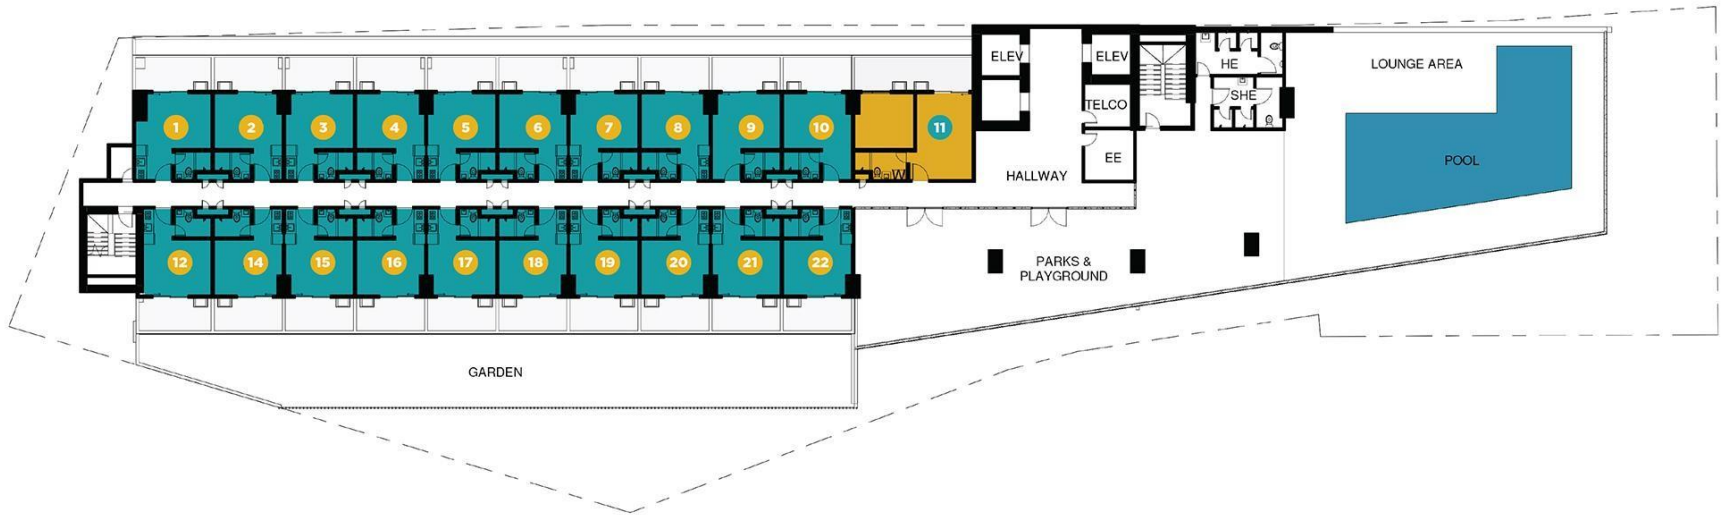 ELEV
ELEV
HE
LOUNGE AREA
SHE
TELCO
1
2
3
4
5
6
7
8
9
10
11
EE
POOL
W
HALLWAY
12
14
15
16
17
18
19
20
21
22
PARKS &
PLAYGROUND
GARDEN